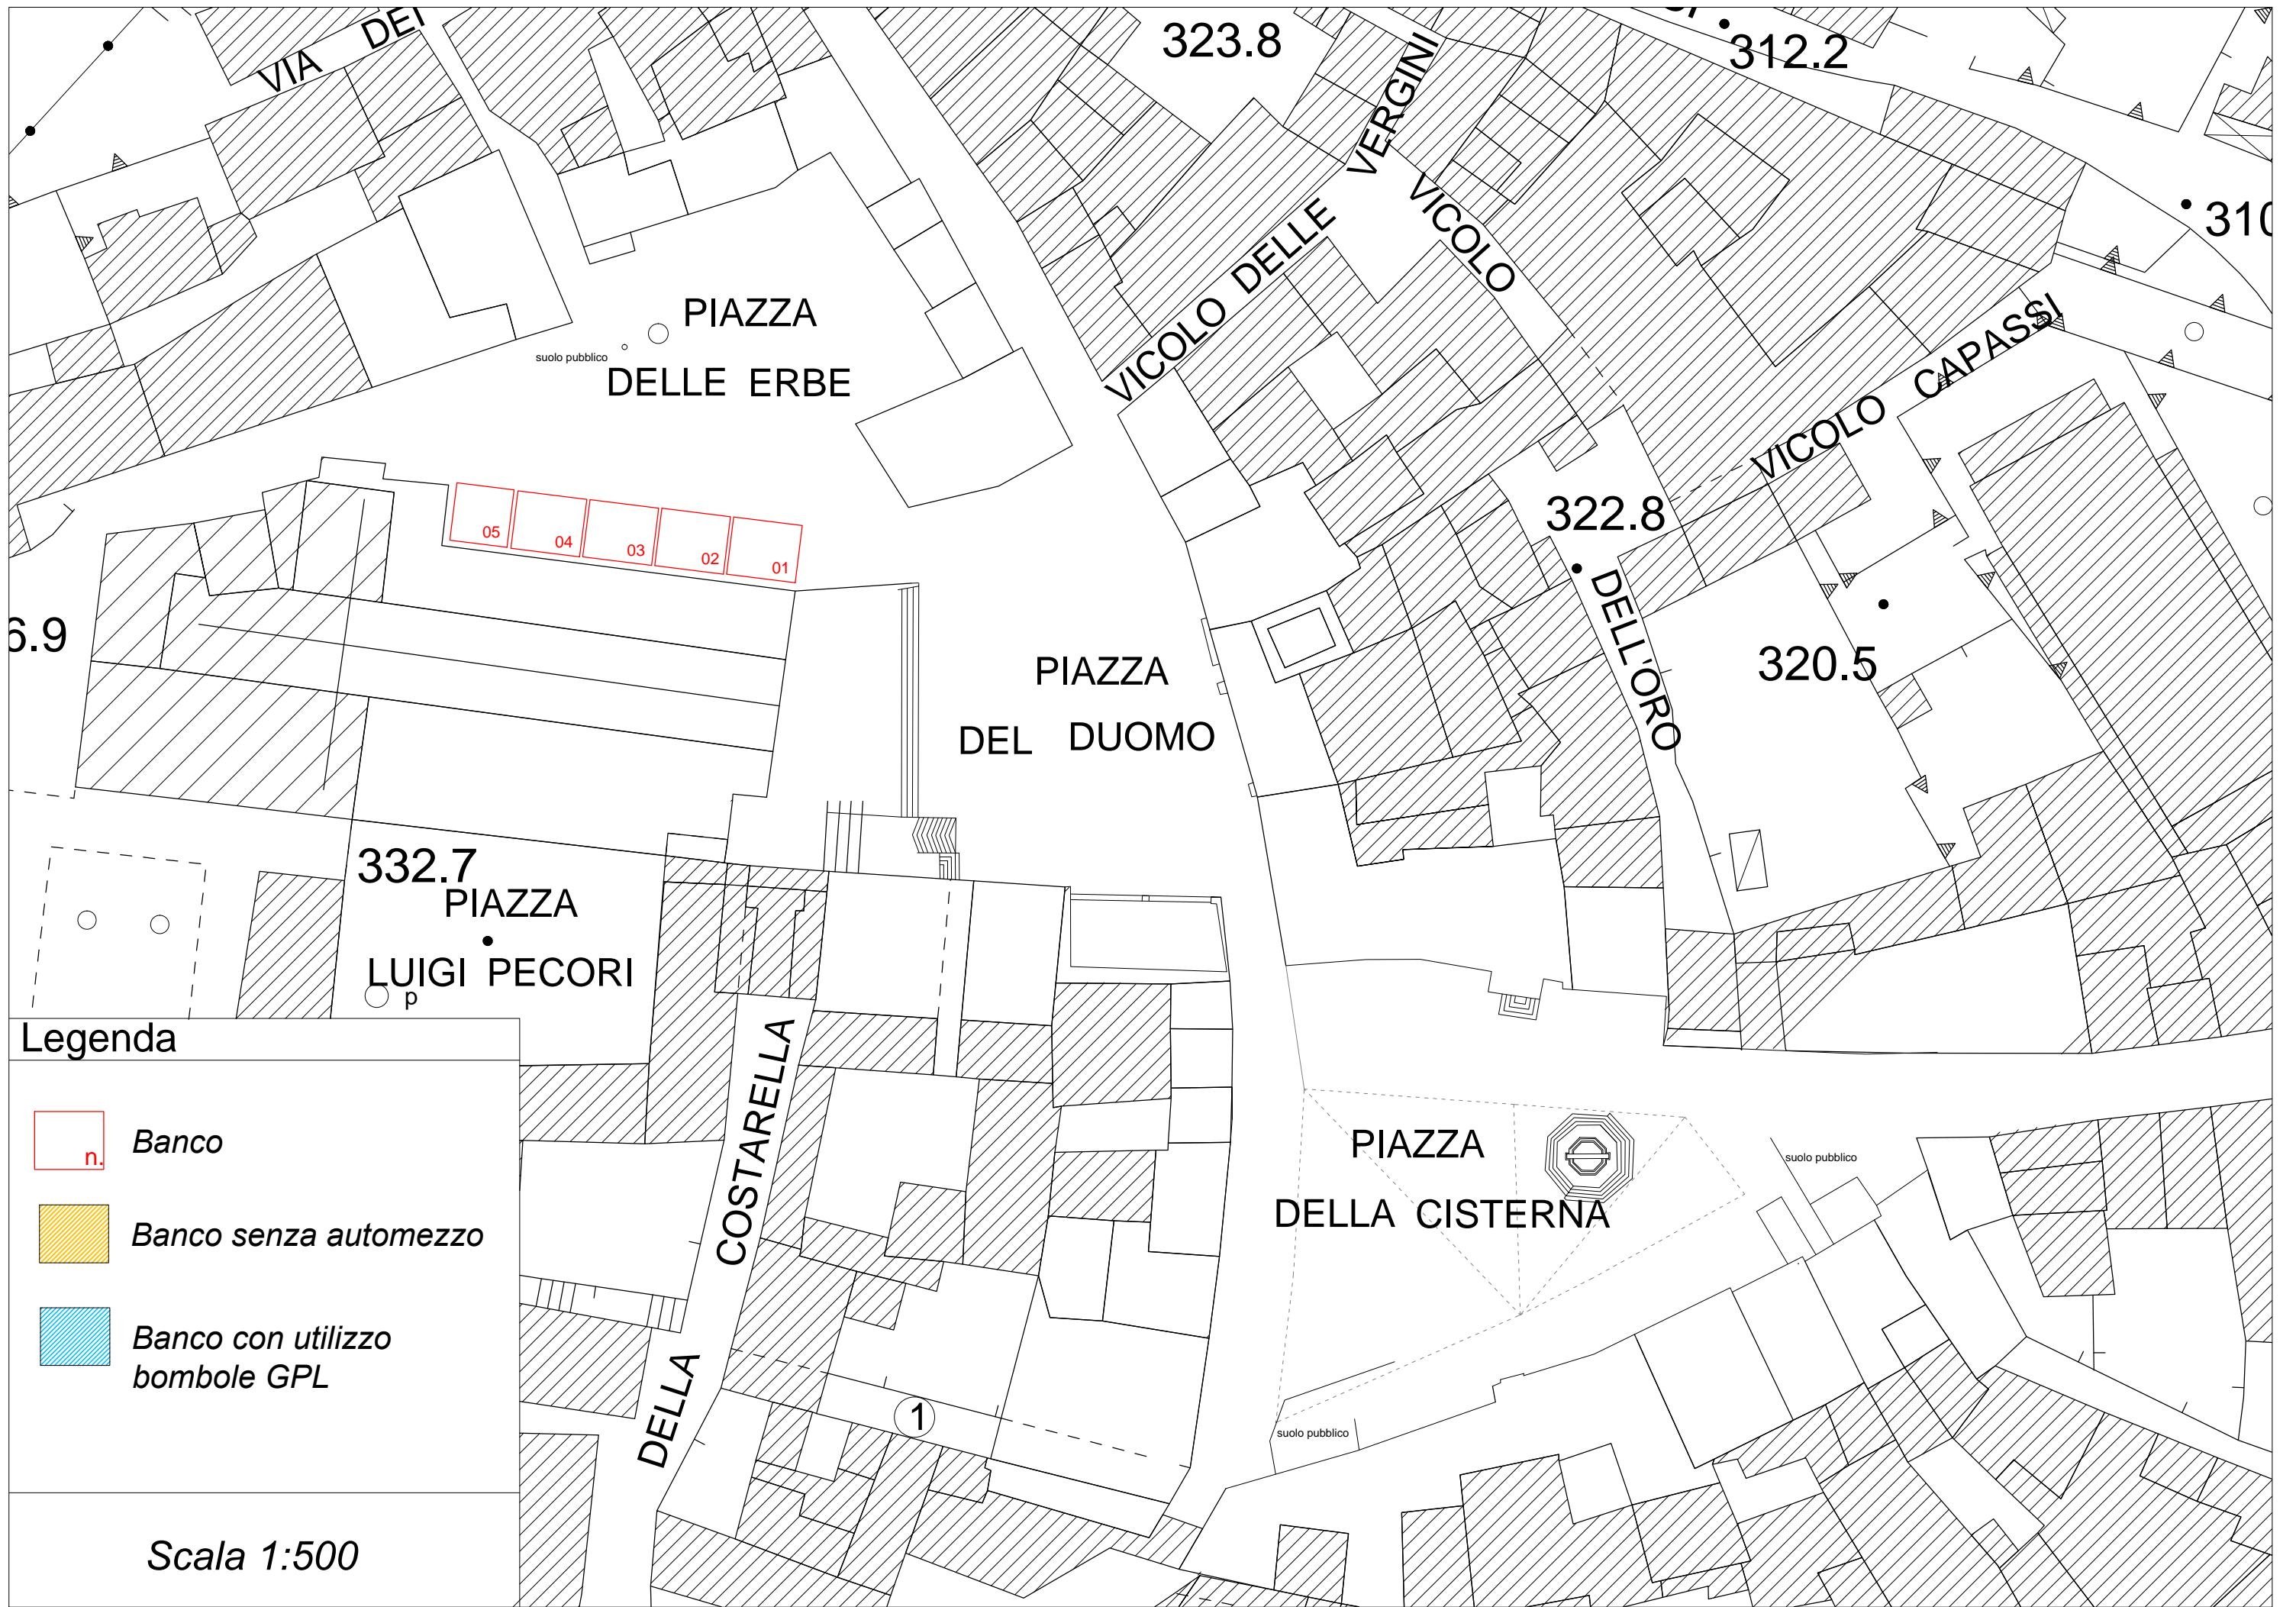 VIA DEI
323.8
312.2
VICOLO DELLE VERGINI
VICOLO
DELL'ORO
310
PIAZZA
DELLE ERBE
suolo pubblico
VICOLO CAPASSI
05
04
03
02
01
322.8
6.9
320.5
PIAZZA
DEL DUOMO
332.7
PIAZZA
LUIGI PECORI
p
DELLA COSTARELLA
PIAZZA
DELLA CISTERNA
suolo pubblico
suolo pubblico
1
Legenda
n.
Banco
Banco senza automezzo
Banco con utilizzo
bombole GPL
Scala 1:500